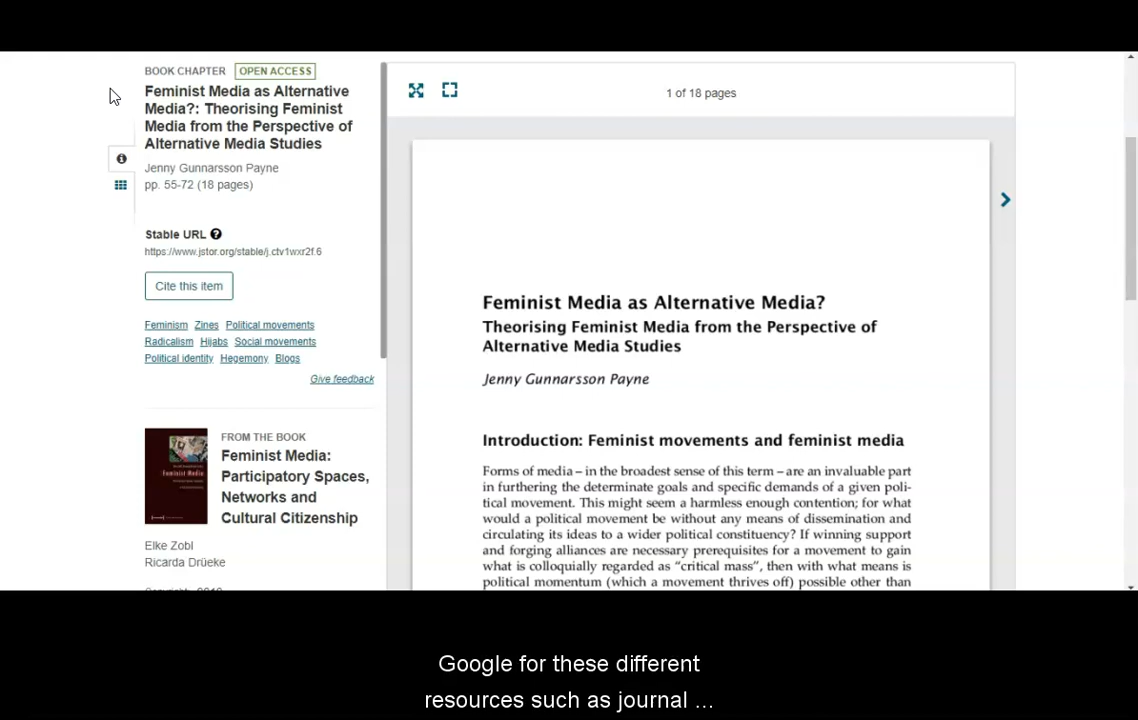 BOOK CHAPTER OPEN ACCESS
Feminist Media as Alternative
Media?: Theorising Feminist
Media from the Perspective of
Alternative Media Studies
Jenny Gunnarsson Payne
pp. 55-72 (18 pages)
Stable URL
https://www.jstor.org/stable/j.ctv1wxr2f.6
Cite this item
Feminism Zines Political movements
Radicalism Hijabs Social movements
Political identity Hegemony Blogs
Give feedback
FROM THE BOOK
Feminist Media:
Participatory Spaces,
Networks and
Cultural Citizenship
Elke Zobl
Ricarda Drüeke
1 of 18 pages
Feminist Media as Alternative Media?
Theorising Feminist Media from the Perspective of
Alternative Media Studies
Jenny Gunnarsson Payne
Introduction: Feminist movements and feminist media
Forms of media – in the broadest sense of this term – are an invaluable part
in furthering the determinate goals and specific demands of a given poli-
tical movement. This might seem a harmless enough contention; for what
would a political movement be without any means of dissemination and
circulating its ideas to a wider political constituency? If winning support
and forging alliances are necessary prerequisites for a movement to gain
what is colloquially regarded as “critical mass”, then with what means is
political momentum (which a movement thrives off) possible other than
Google for these different
resources such as journal ...